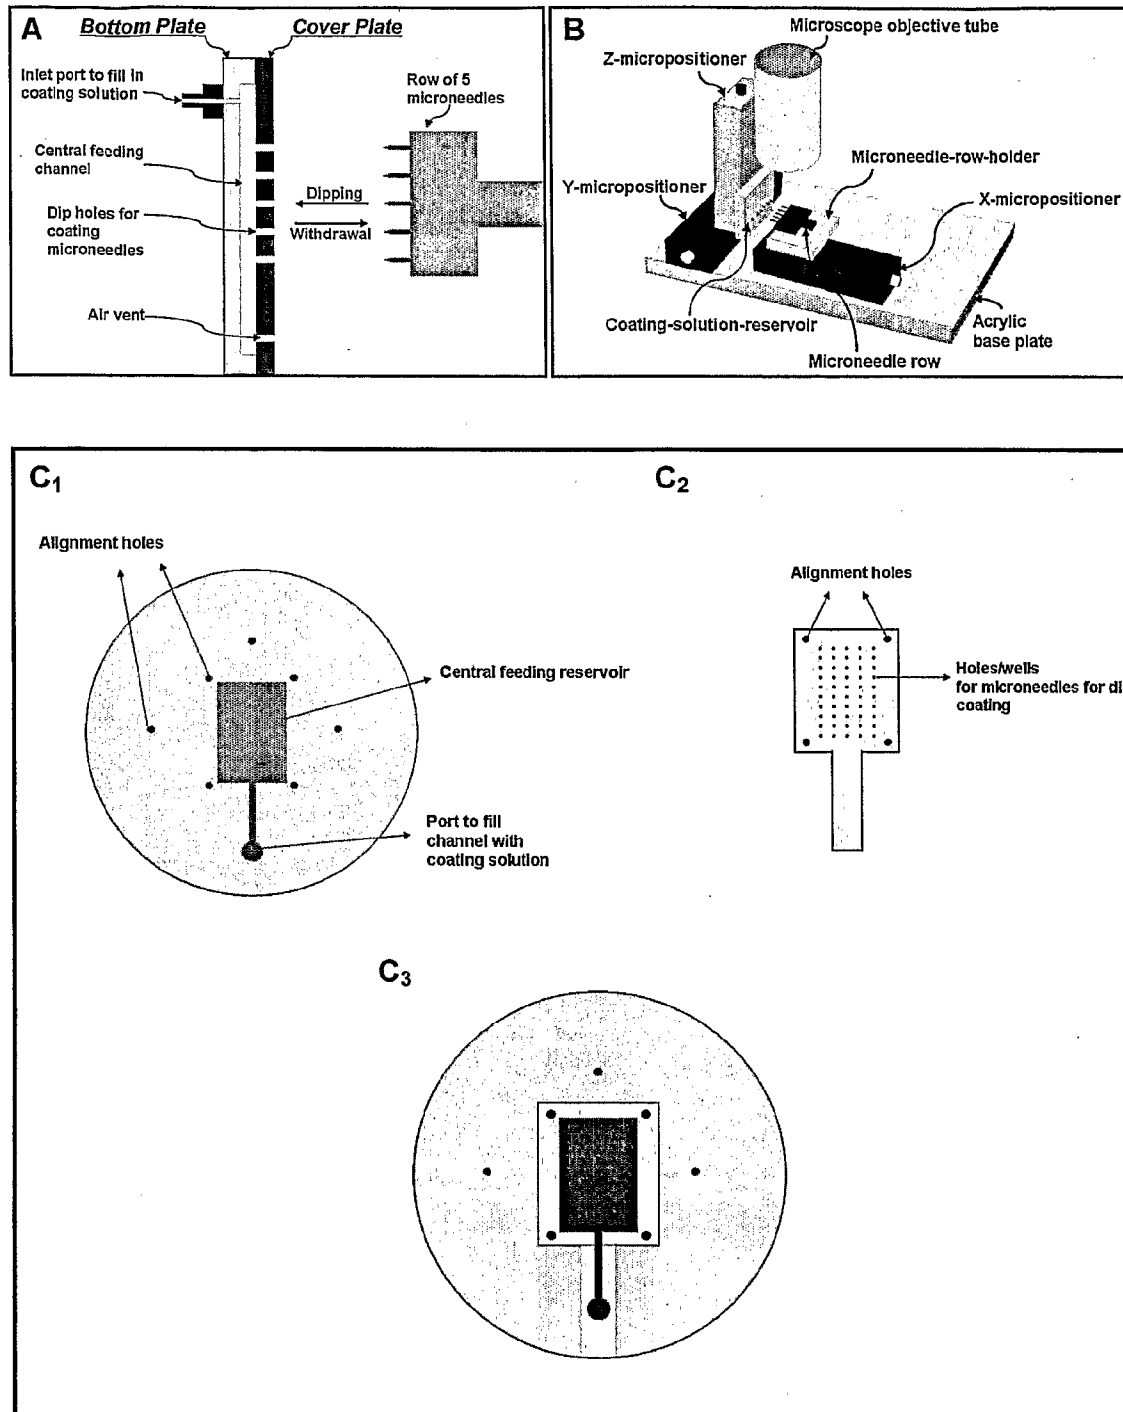 A
Bottom Plate
Cover Plate
Inlet port to fill in
coating solution
Row of 5
microneedles
Central feeding
channel
Dipping
Dip holes for
coating
microneedles
Withdrawal
Air vent
B
Microscope objective tube
Z-micropositioner
Microneedle-row-holder
Y-micropositioner
X-micropositioner
Coating-solution-reservoir
Acrylic
base plate
Microneedle row
C1
Alignment holes
Central feeding reservoir
Port to fill
channel with
coating solution
C2
Alignment holes
Holes/wells
for microneedles for di
coating
C3